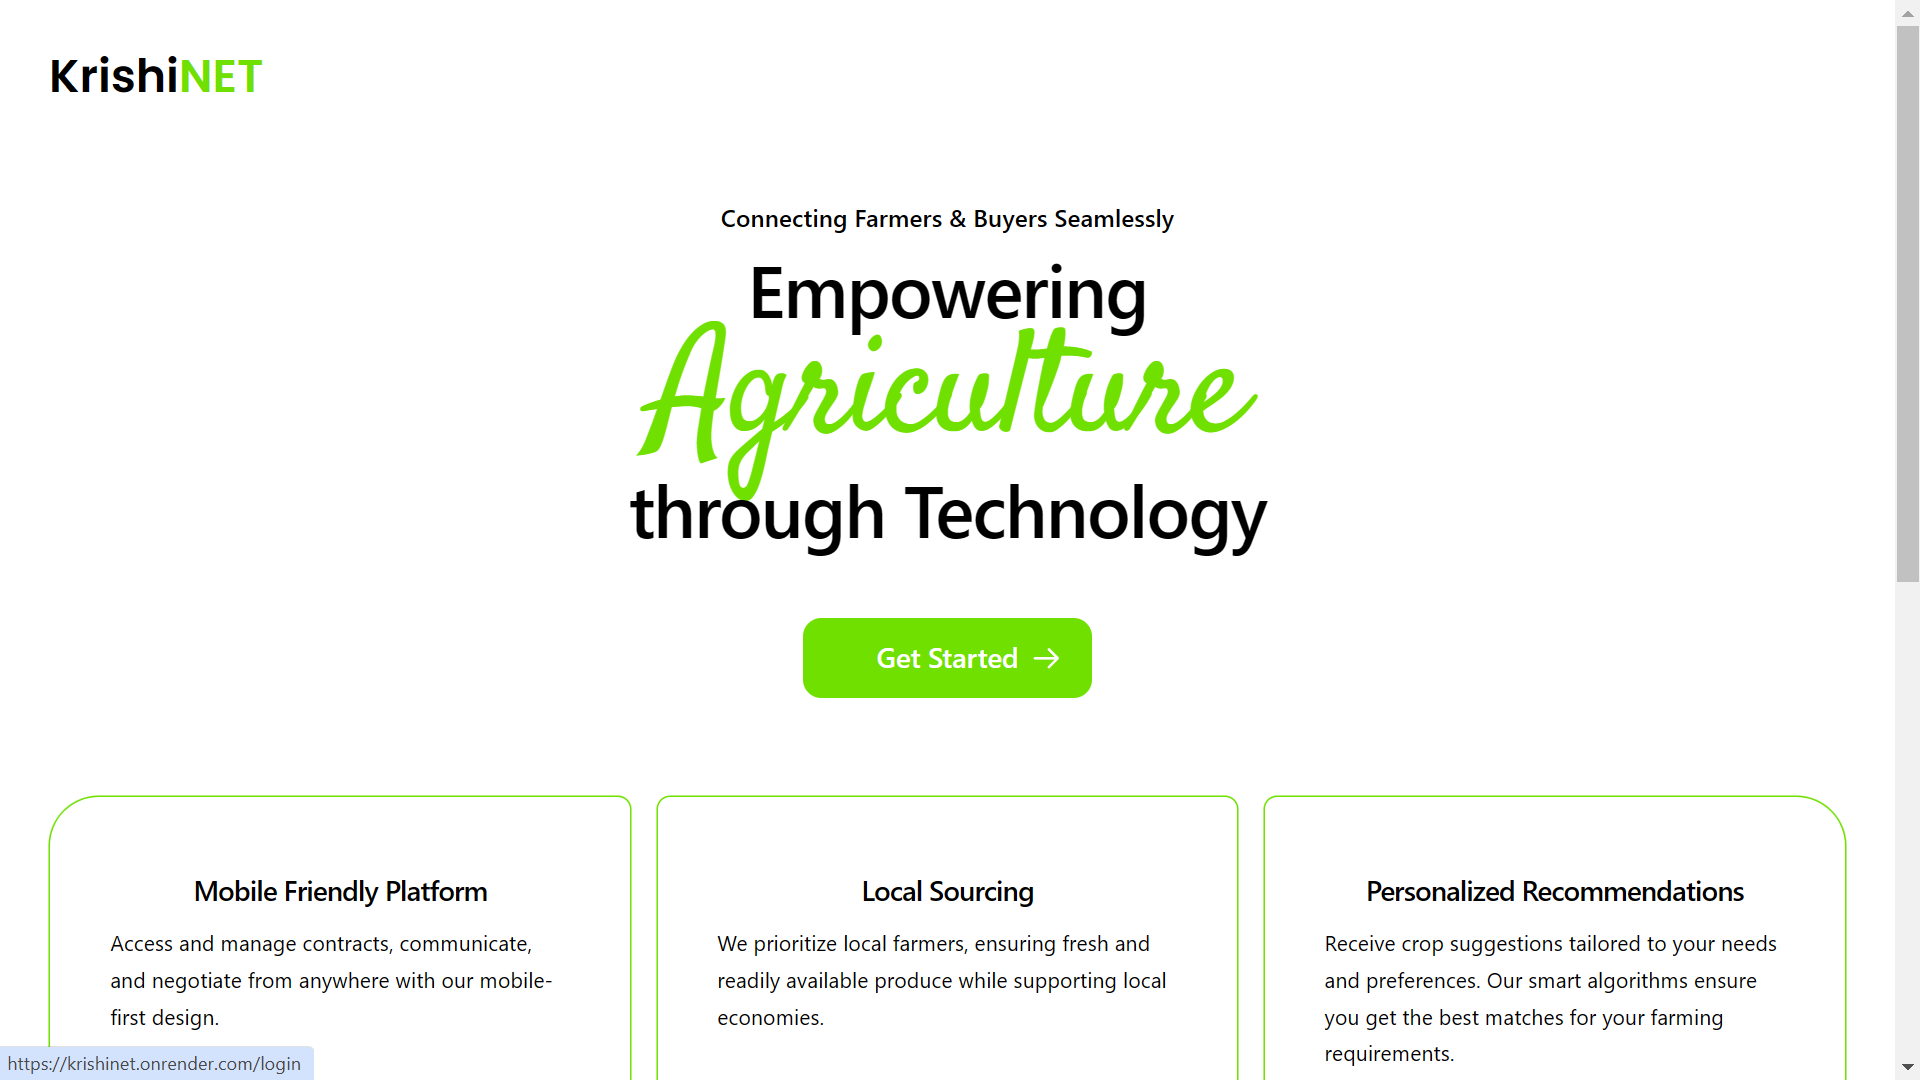 KrishiNET
Connecting Farmers & Buyers Seamlessly
Empowering
Agriculture
through Technology
Get Started →
Mobile Friendly Platform
Access and manage contracts, communicate,
and negotiate from anywhere with our mobile-
first design.
Local Sourcing
We prioritize local farmers, ensuring fresh and
readily available produce while supporting local
economies.
Personalized Recommendations
Receive crop suggestions tailored to your needs
and preferences. Our smart algorithms ensure
you get the best matches for your farming
requirements.
https://krishinet.onrender.com/login